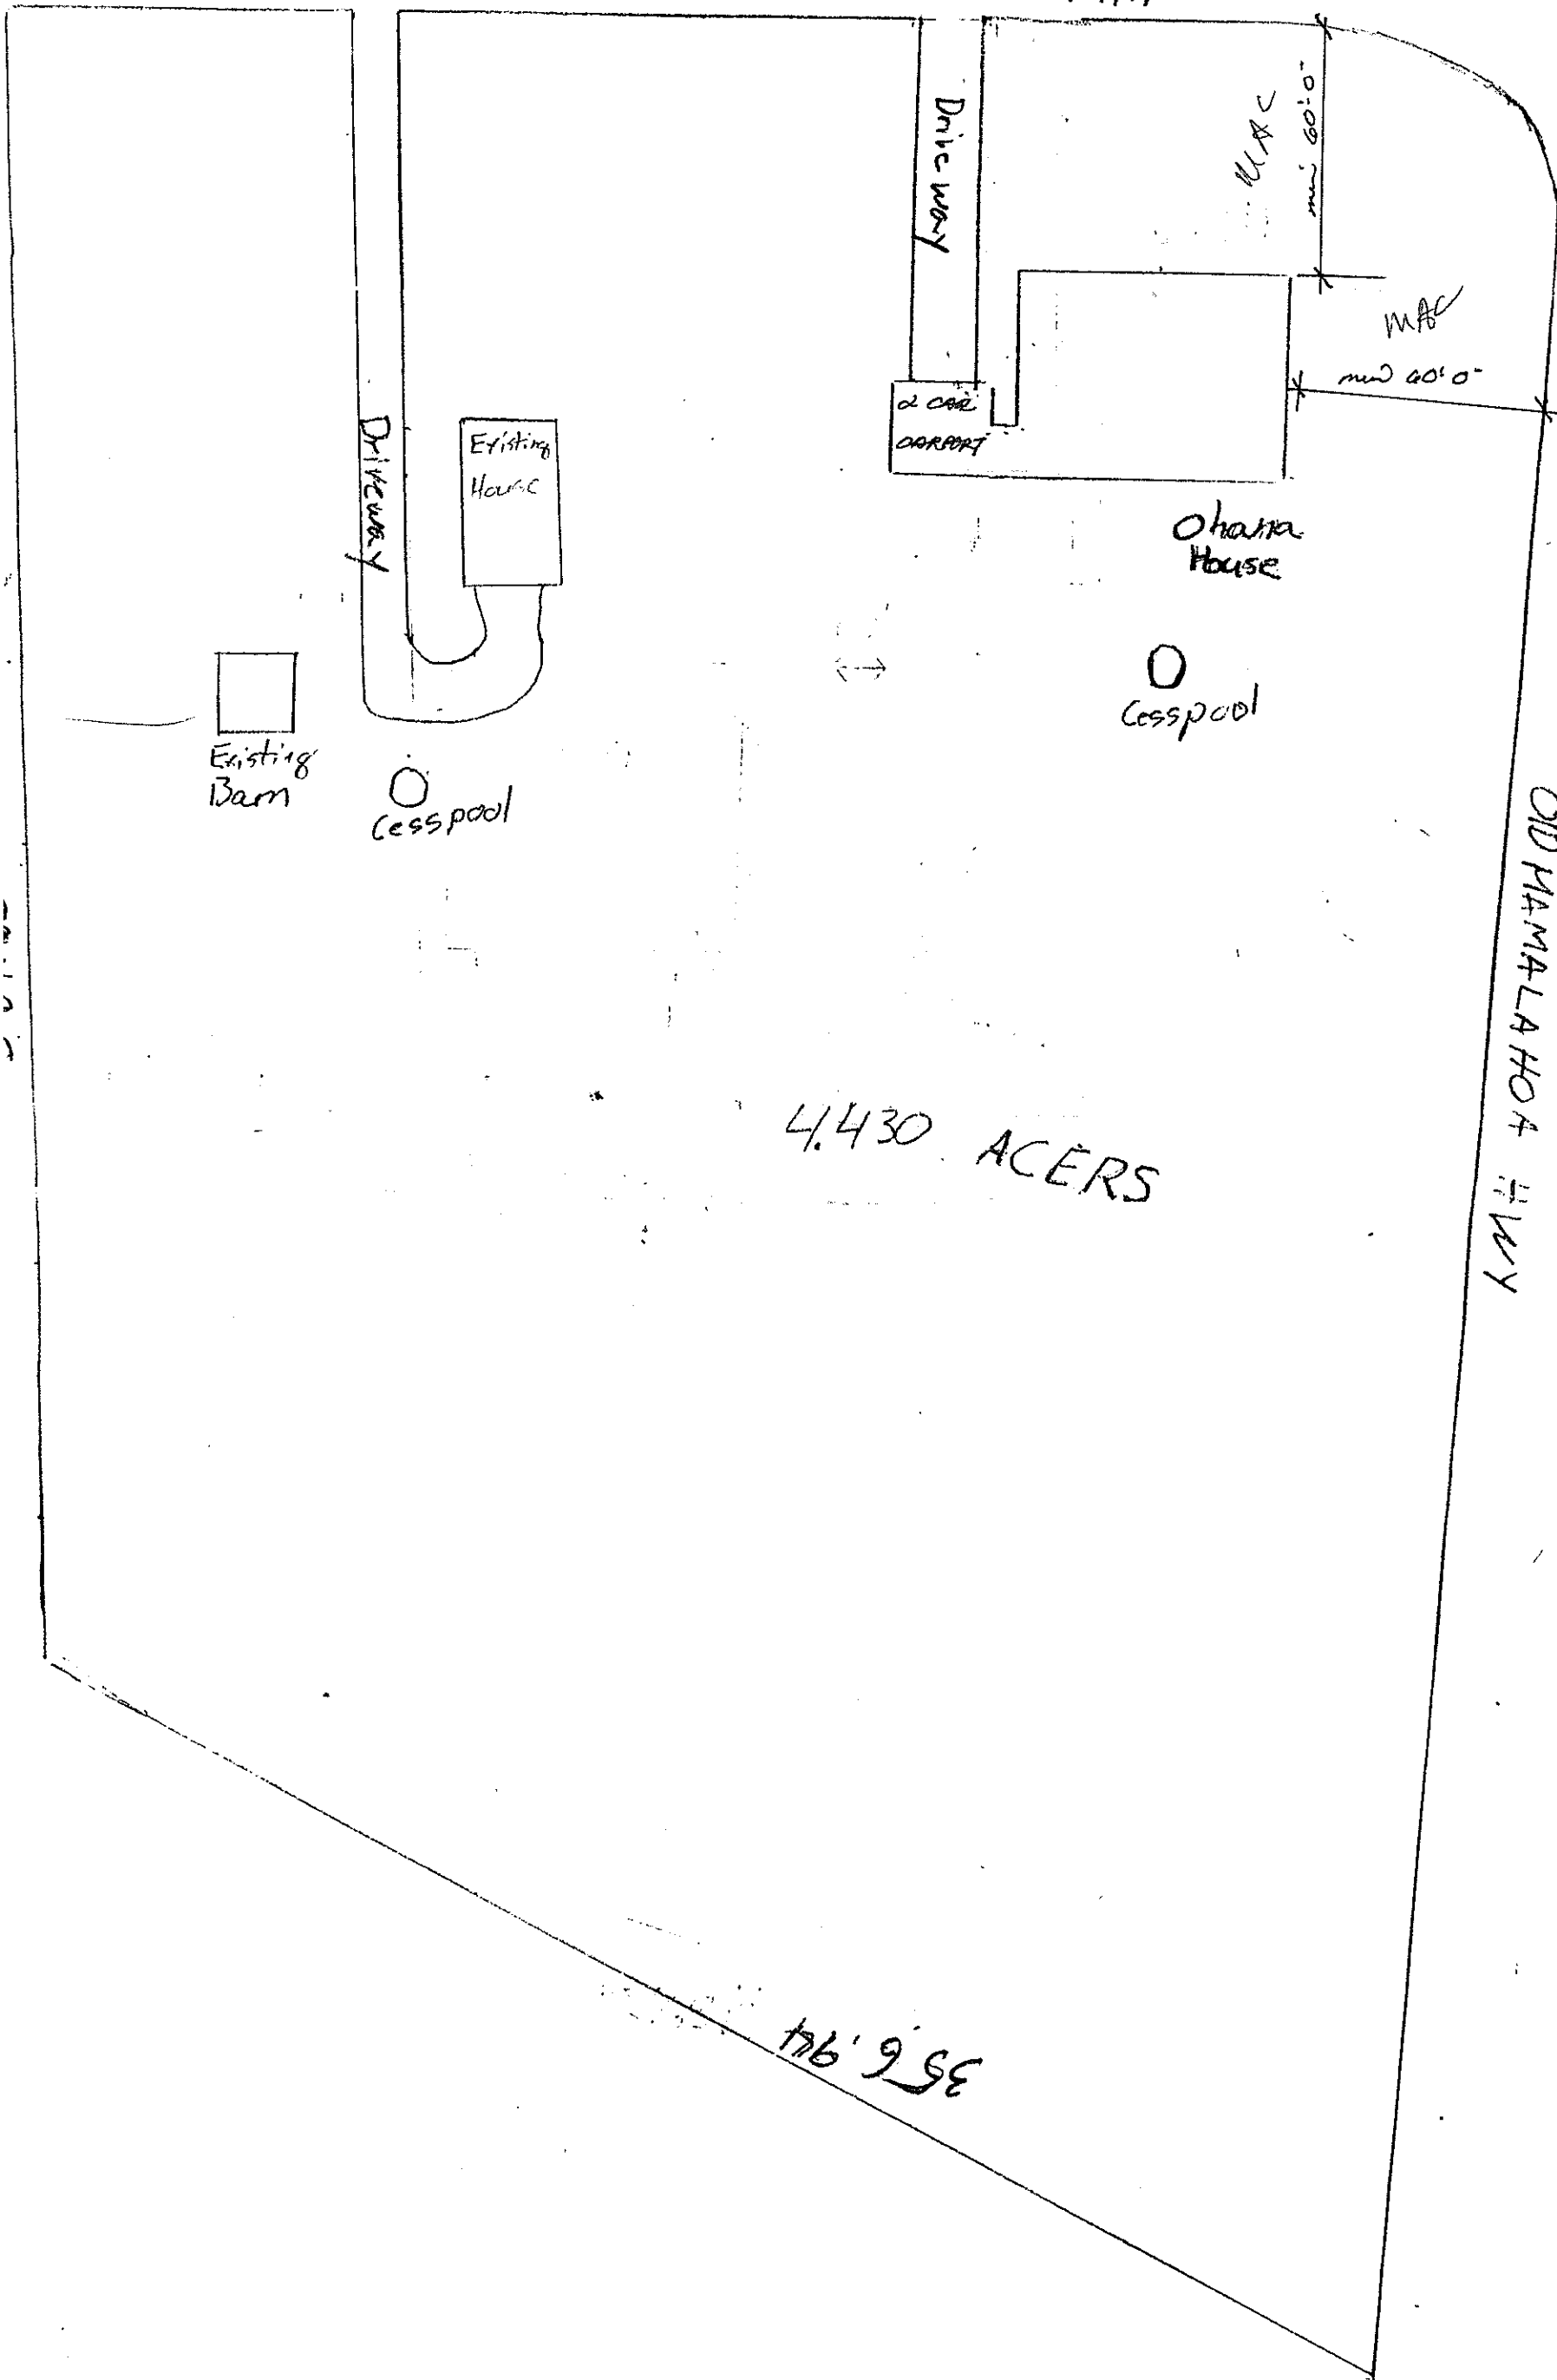 Driveway
MAC
min 60'-0"
MAC
min 60'-0"
2 CAR
CARPORT
Driveway
Existing
House
Ohana
House
Cesspool
Existing
Barn
Cesspool
OLD MAMALAHOA HWY
4.430 ACERS
356.94